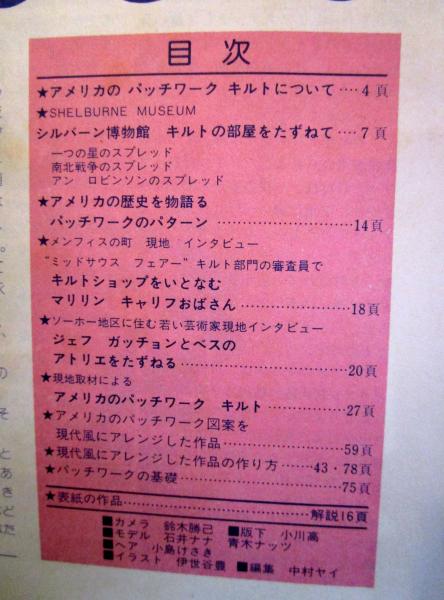 目次
★アメリカの パッチワーク キルトについて‥‥4頁
★SHELBURNE MUSEUM
シルバーン博物館 キルトの部屋をたずねて‥‥7頁
一つの星のスプレッド
南北戦争のスプレッド
アン ロビンソンのスプレッド
★アメリカの歴史を物語る
パッチワークのパターン ‥‥‥‥‥‥‥‥14頁
★メンフィスの町 現地 インタビュー
“ミッドサウス フェアー”キルト部門の審査員で
キルトショップをいとなむ
マリリン キャリフおばさん‥‥‥‥‥‥18頁
★ソーホー地区に住む若い芸術家現地インタビュー
ジェフ ガッチョンとベスの
アトリエをたずねる‥‥‥‥‥‥‥‥‥20頁
★現地取材による
アメリカのパッチワーク キルト‥‥‥‥27頁
★アメリカのパッチワーク図案を
現代風にアレンジした作品‥‥‥‥‥‥59頁
★現代風にアレンジした作品の作り方‥‥‥43・78頁
★パッチワークの基礎‥‥‥‥‥‥‥‥‥75頁
★表紙の作品‥‥‥‥‥‥‥‥‥‥解説16頁
■カメラ 鈴木勝己 ■版下 小川高
■モデル 石井ナナ 青木ナッツ
■ヘア 小島けさき
■イラスト 伊世谷豊 ■編集 中村ヤイ